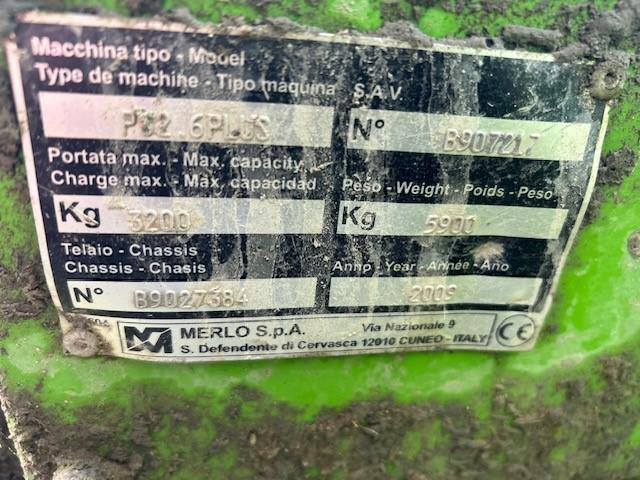 Macchina tipo - Model
Type de machine - Tipo maquina S.A V
P32.6PLUS N° B907217
Portata max. - Max. capacity
Charge max. - Max. capacidad Peso - Weight - Poids - Peso
Kg 3200 Kg 5900
Telaio - Chassis
Chassis - Chasis Anno - Year - Année - Ano
N° B9027384 2009
MERLO S.p.A. Via Nazionale 9
S. Defendente di Cervasca 12010 CUNEO - ITALY CE